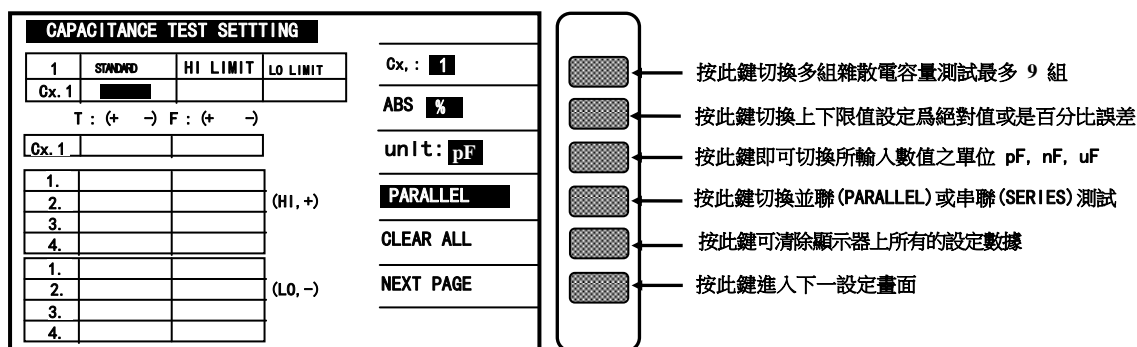 CAPACITANCE TEST SETTTING
1 STANDARD HI LIMIT LO LIMIT
Cx.1
T : (+ -) F : (+ -)
Cx.1
1.
2. (HI,+)
3.
4.
1.
2. (LO,-)
3.
4.
Cx, : 1
ABS %
unIt: pF
PARALLEL
CLEAR ALL
NEXT PAGE
按此鍵切換多組雜散電容量測試最多 9 組
按此鍵切換上下限值設定爲絕對值或是百分比誤差
按此鍵即可切換所輸入數值之單位 pF, nF, uF
按此鍵切換並聯(PARALLEL)或串聯(SERIES)測試
按此鍵可清除顯示器上所有的設定數據
按此鍵進入下一設定畫面